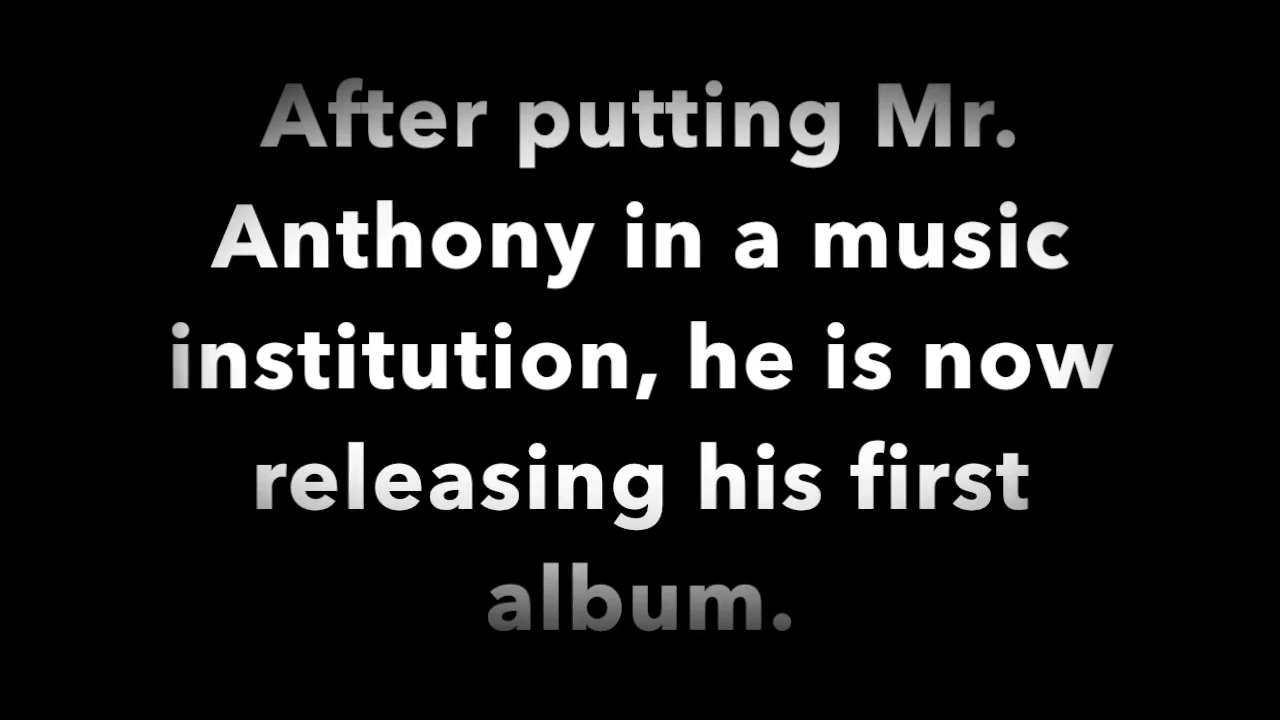 After putting Mr.
Anthony in a music
institution, he is now
releasing his first
album.